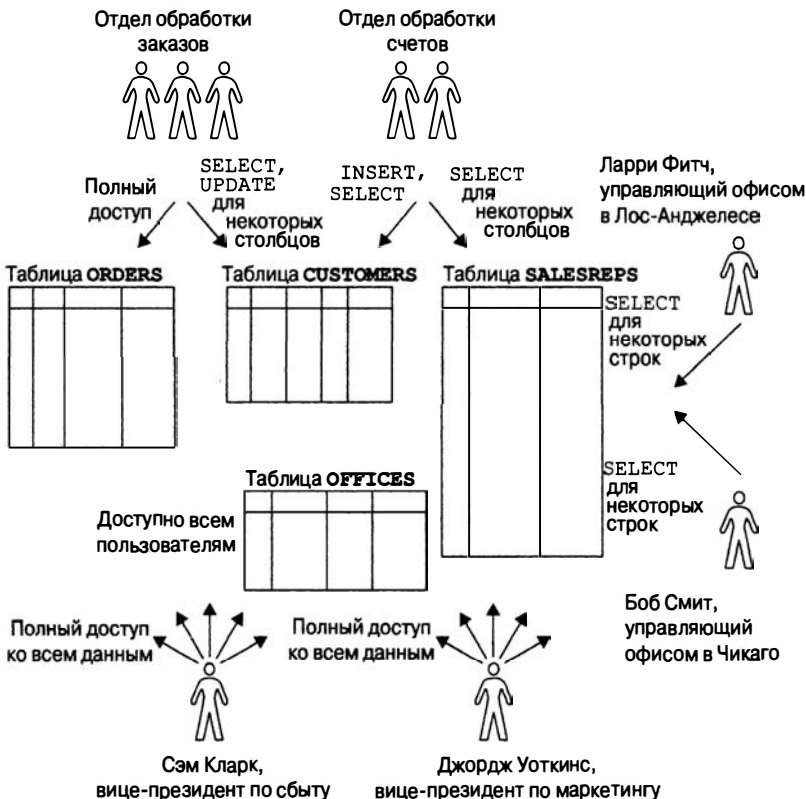 Отдел обработки
заказов
Отдел обработки
счетов
Полный
доступ
SELECT,
UPDATE
для
некоторых
столбцов
INSERT,
SELECT
SELECT
для
некоторых
столбцов
Ларри Фитч,
управляющий офисом
в Лос-Анджелесе
Таблица ORDERS
Таблица CUSTOMERS
Таблица SALESREPS
SELECT
для
некоторых
строк
Таблица OFFICES
Доступно всем
пользователям
SELECT
для
некоторых
строк
Боб Смит,
управляющий
офисом в Чикаго
Полный доступ
ко всем данным
Полный доступ
ко всем данным
Сэм Кларк,
вице-президент по сбыту
Джордж Уоткинс,
вице-президент по маркетингу